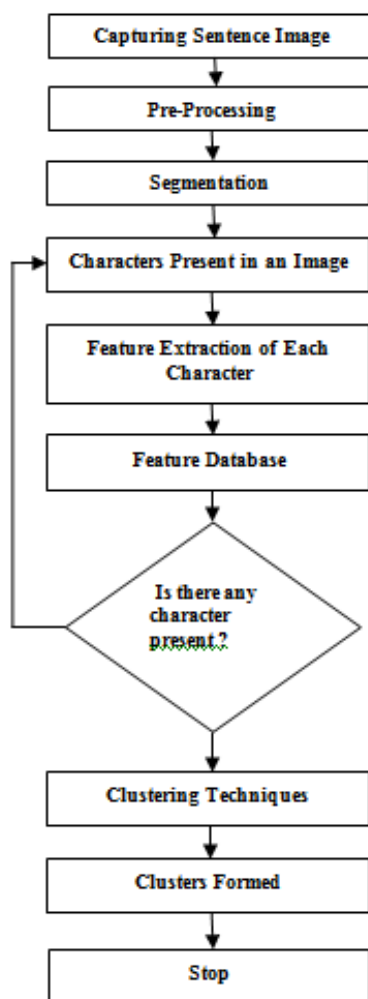 Capturing Sentence Image
Pre-Processing
Segmentation
Characters Present in an Image
Feature Extraction of Each
Character
Feature Database
Is there any
character
present ?
Clustering Techniques
Clusters Formed
Stop